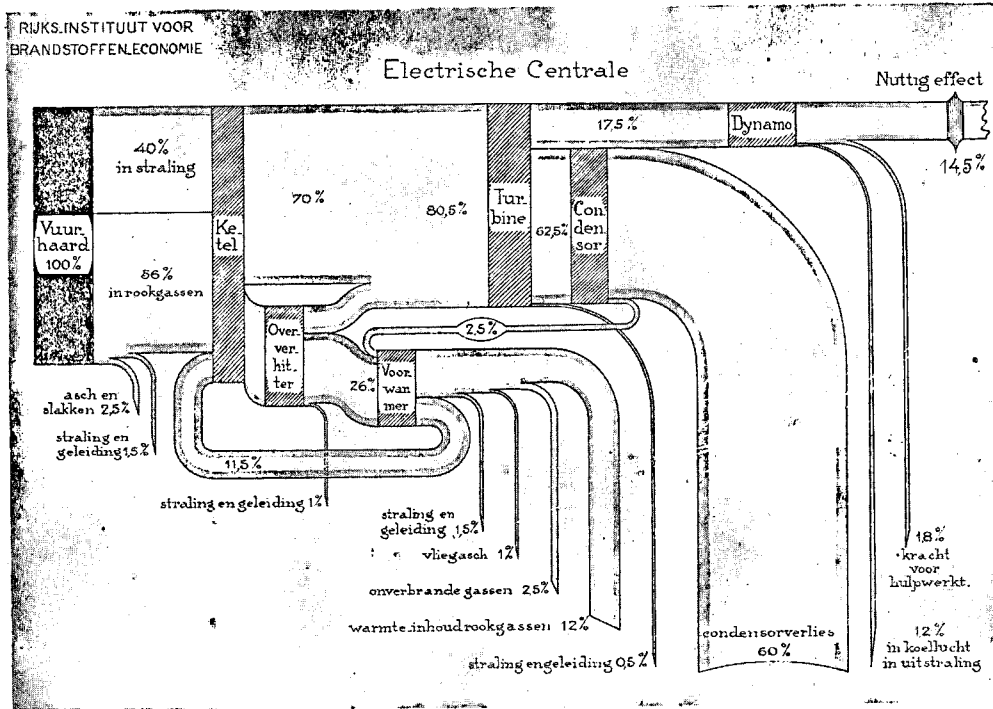 RIJKS.INSTITUUT VOOR
BRANDSTOFFEN.ECONOMIE
Electrische Centrale
Nuttig effect
14,5%
Vuur-
haard
100%
40%
in straling
56%
in rookgassen
Ke-
tel
70%
80,5%
Tur-
bine
17,5%
Dynamo
62,5%
Con-
den-
sor-
2,5%
Over-
ver-
hit-
ter
26%
Voor
wan
mer
asch en
slakken 2,5%
straling en
geleiding 1,5%
11,5%
straling en geleiding 1%
straling en
geleiding 1,5%
vliegasch 1%
onverbrande gassen 2,5%
warmte.inhoud rookgassen 12%
straling en geleiding 0,5%
condensorverlies
60%
1,8%
kracht
voor
hulpwerkt.
1,2%
in koellucht
in uitstraling